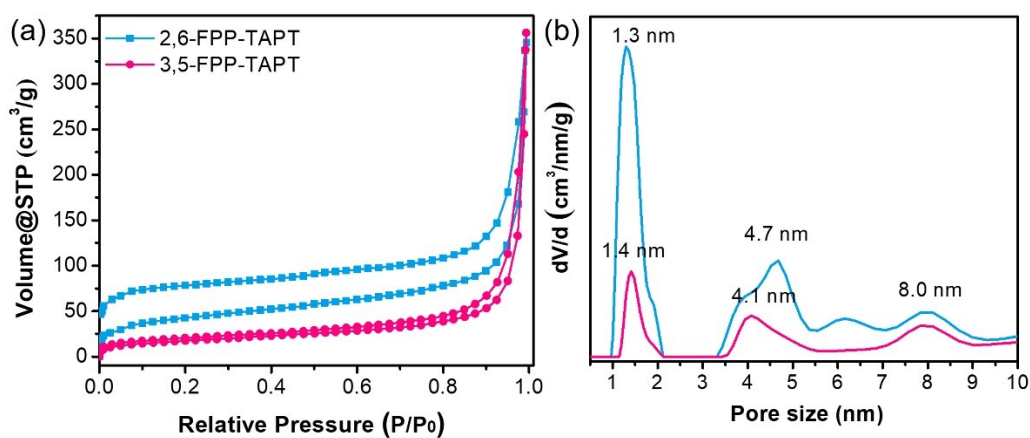 (a)
2,6-FPP-TAPT
3,5-FPP-TAPT
Volume@STP (cm³/g)
350
300
250
200
150
100
50
0
0.0 0.2 0.4 0.6 0.8 1.0
Relative Pressure (P/P₀)
(b)
dV/d (cm³/nm/g)
1.3 nm
1.4 nm
4.7 nm
4.1 nm
8.0 nm
1 2 3 4 5 6 7 8 9 10
Pore size (nm)